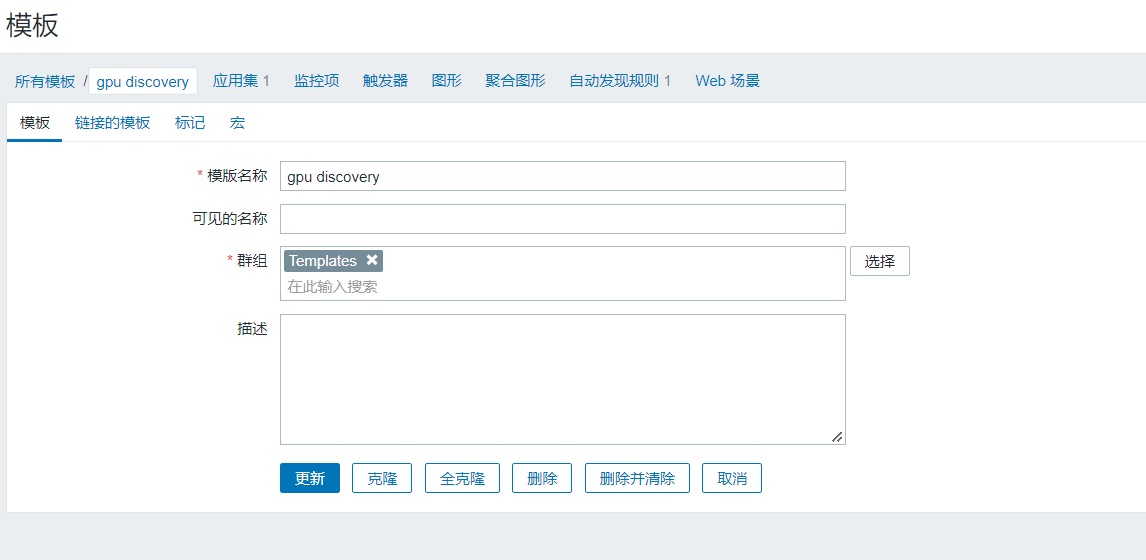 模板
所有模板 / gpu discovery 应用集 1 监控项 触发器 图形 聚合图形 自动发现规则 1 Web 场景
模板 链接的模板 标记 宏
* 模版名称 gpu discovery
可见的名称
* 群组 Templates ✖ 选择
在此输入搜索
描述
更新 克隆 全克隆 删除 删除并清除 取消